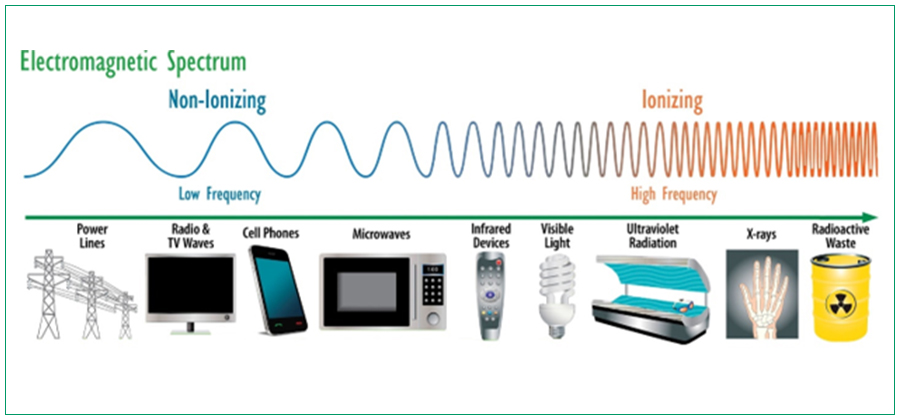 Electromagnetic Spectrum
Non-Ionizing
Ionizing
Low Frequency
High Frequency
Power
Lines
Radio &
TV Waves
Cell Phones
Microwaves
Infrared
Devices
Visible
Light
Ultraviolet
Radiation
X-rays
Radioactive
Waste